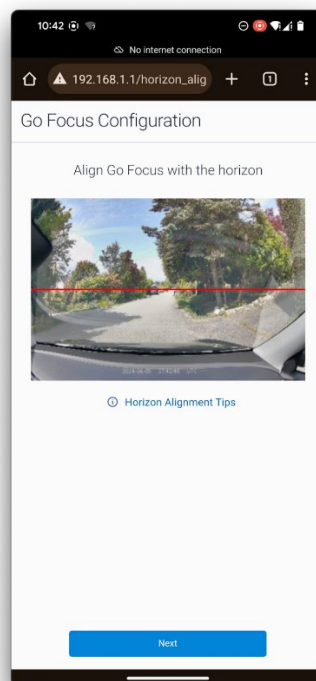 10:42
No internet connection
192.168.1.1/horizon_alig
1
Go Focus Configuration
Align Go Focus with the horizon
Horizon Alignment Tips
Next